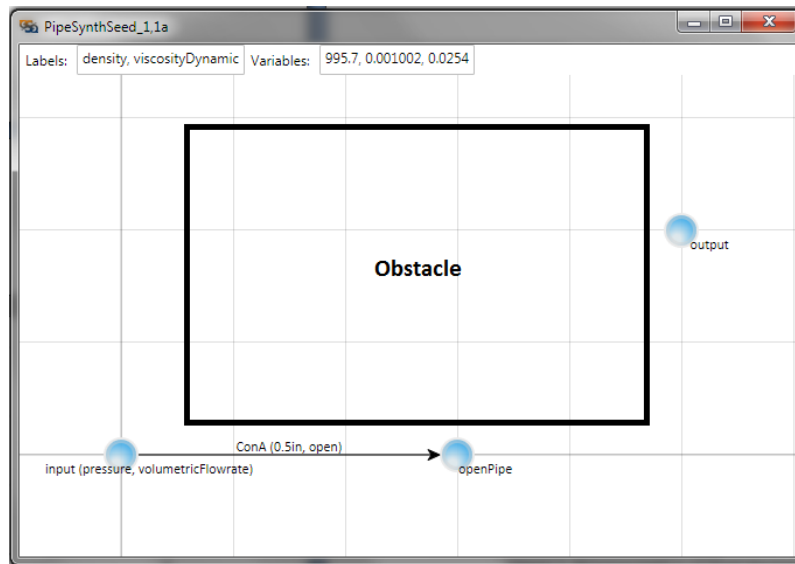 PipeSynthSeed_1,1a
Labels: density, viscosityDynamic Variables: 995.7, 0.001002, 0.0254
output
Obstacle
ConA (0.5in, open)
input (pressure, volumetricFlowrate)
openPipe